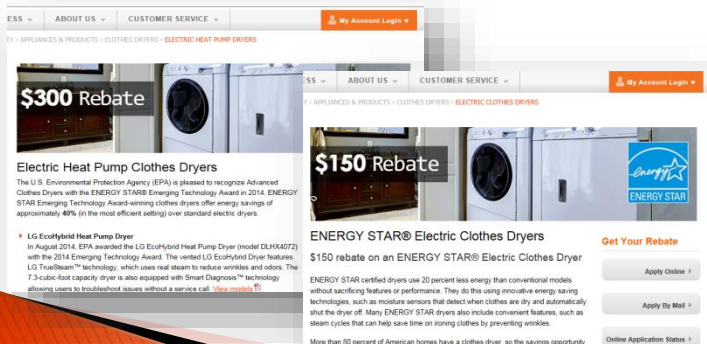 ESS
ABOUT US
CUSTOMER SERVICE
My Account Login
APPLIANCES & PRODUCTS › CLOTHES DRYERS › ELECTRIC HEAT PUMP DRYERS
$300 Rebate
Electric Heat Pump Clothes Dryers
The U.S. Environmental Protection Agency (EPA) is pleased to recognize Advanced
Clothes Dryers with the ENERGY STAR® Emerging Technology Award in 2014. ENERGY
STAR Emerging Technology Award-winning clothes dryers offer energy savings of
approximately 40% (in the most efficient setting) over standard electric dryers.
LG EcoHybrid Heat Pump Dryer
In August 2014, EPA awarded the LG EcoHybrid Heat Pump Dryer (model DLHX4072)
with the 2014 Emerging Technology Award. The vented LG EcoHybrid Dryer features
LG TrueSteam™ technology, which uses real steam to reduce wrinkles and odors. The
7.3-cubic-foot capacity dryer is also equipped with Smart Diagnosis™ technology
allowing users to troubleshoot issues without a service call. View models
ESS
ABOUT US
CUSTOMER SERVICE
My Account Login
APPLIANCES & PRODUCTS › CLOTHES DRYERS › ELECTRIC CLOTHES DRYERS
$150 Rebate
energy
ENERGY STAR
ENERGY STAR® Electric Clothes Dryers
$150 rebate on an ENERGY STAR® Electric Clothes Dryer
ENERGY STAR certified dryers use 20 percent less energy than conventional models
without sacrificing features or performance. They do this using innovative energy saving
technologies, such as moisture sensors that detect when clothes are dry and automatically
shut the dryer off. Many ENERGY STAR dryers also include convenient features, such as
steam cycles that can help save time on ironing clothes by preventing wrinkles.
More than 80 percent of American homes have a clothes dryer, so the savings opportunity
Get Your Rebate
Apply Online ›
Apply By Mail ›
Online Application Status ›